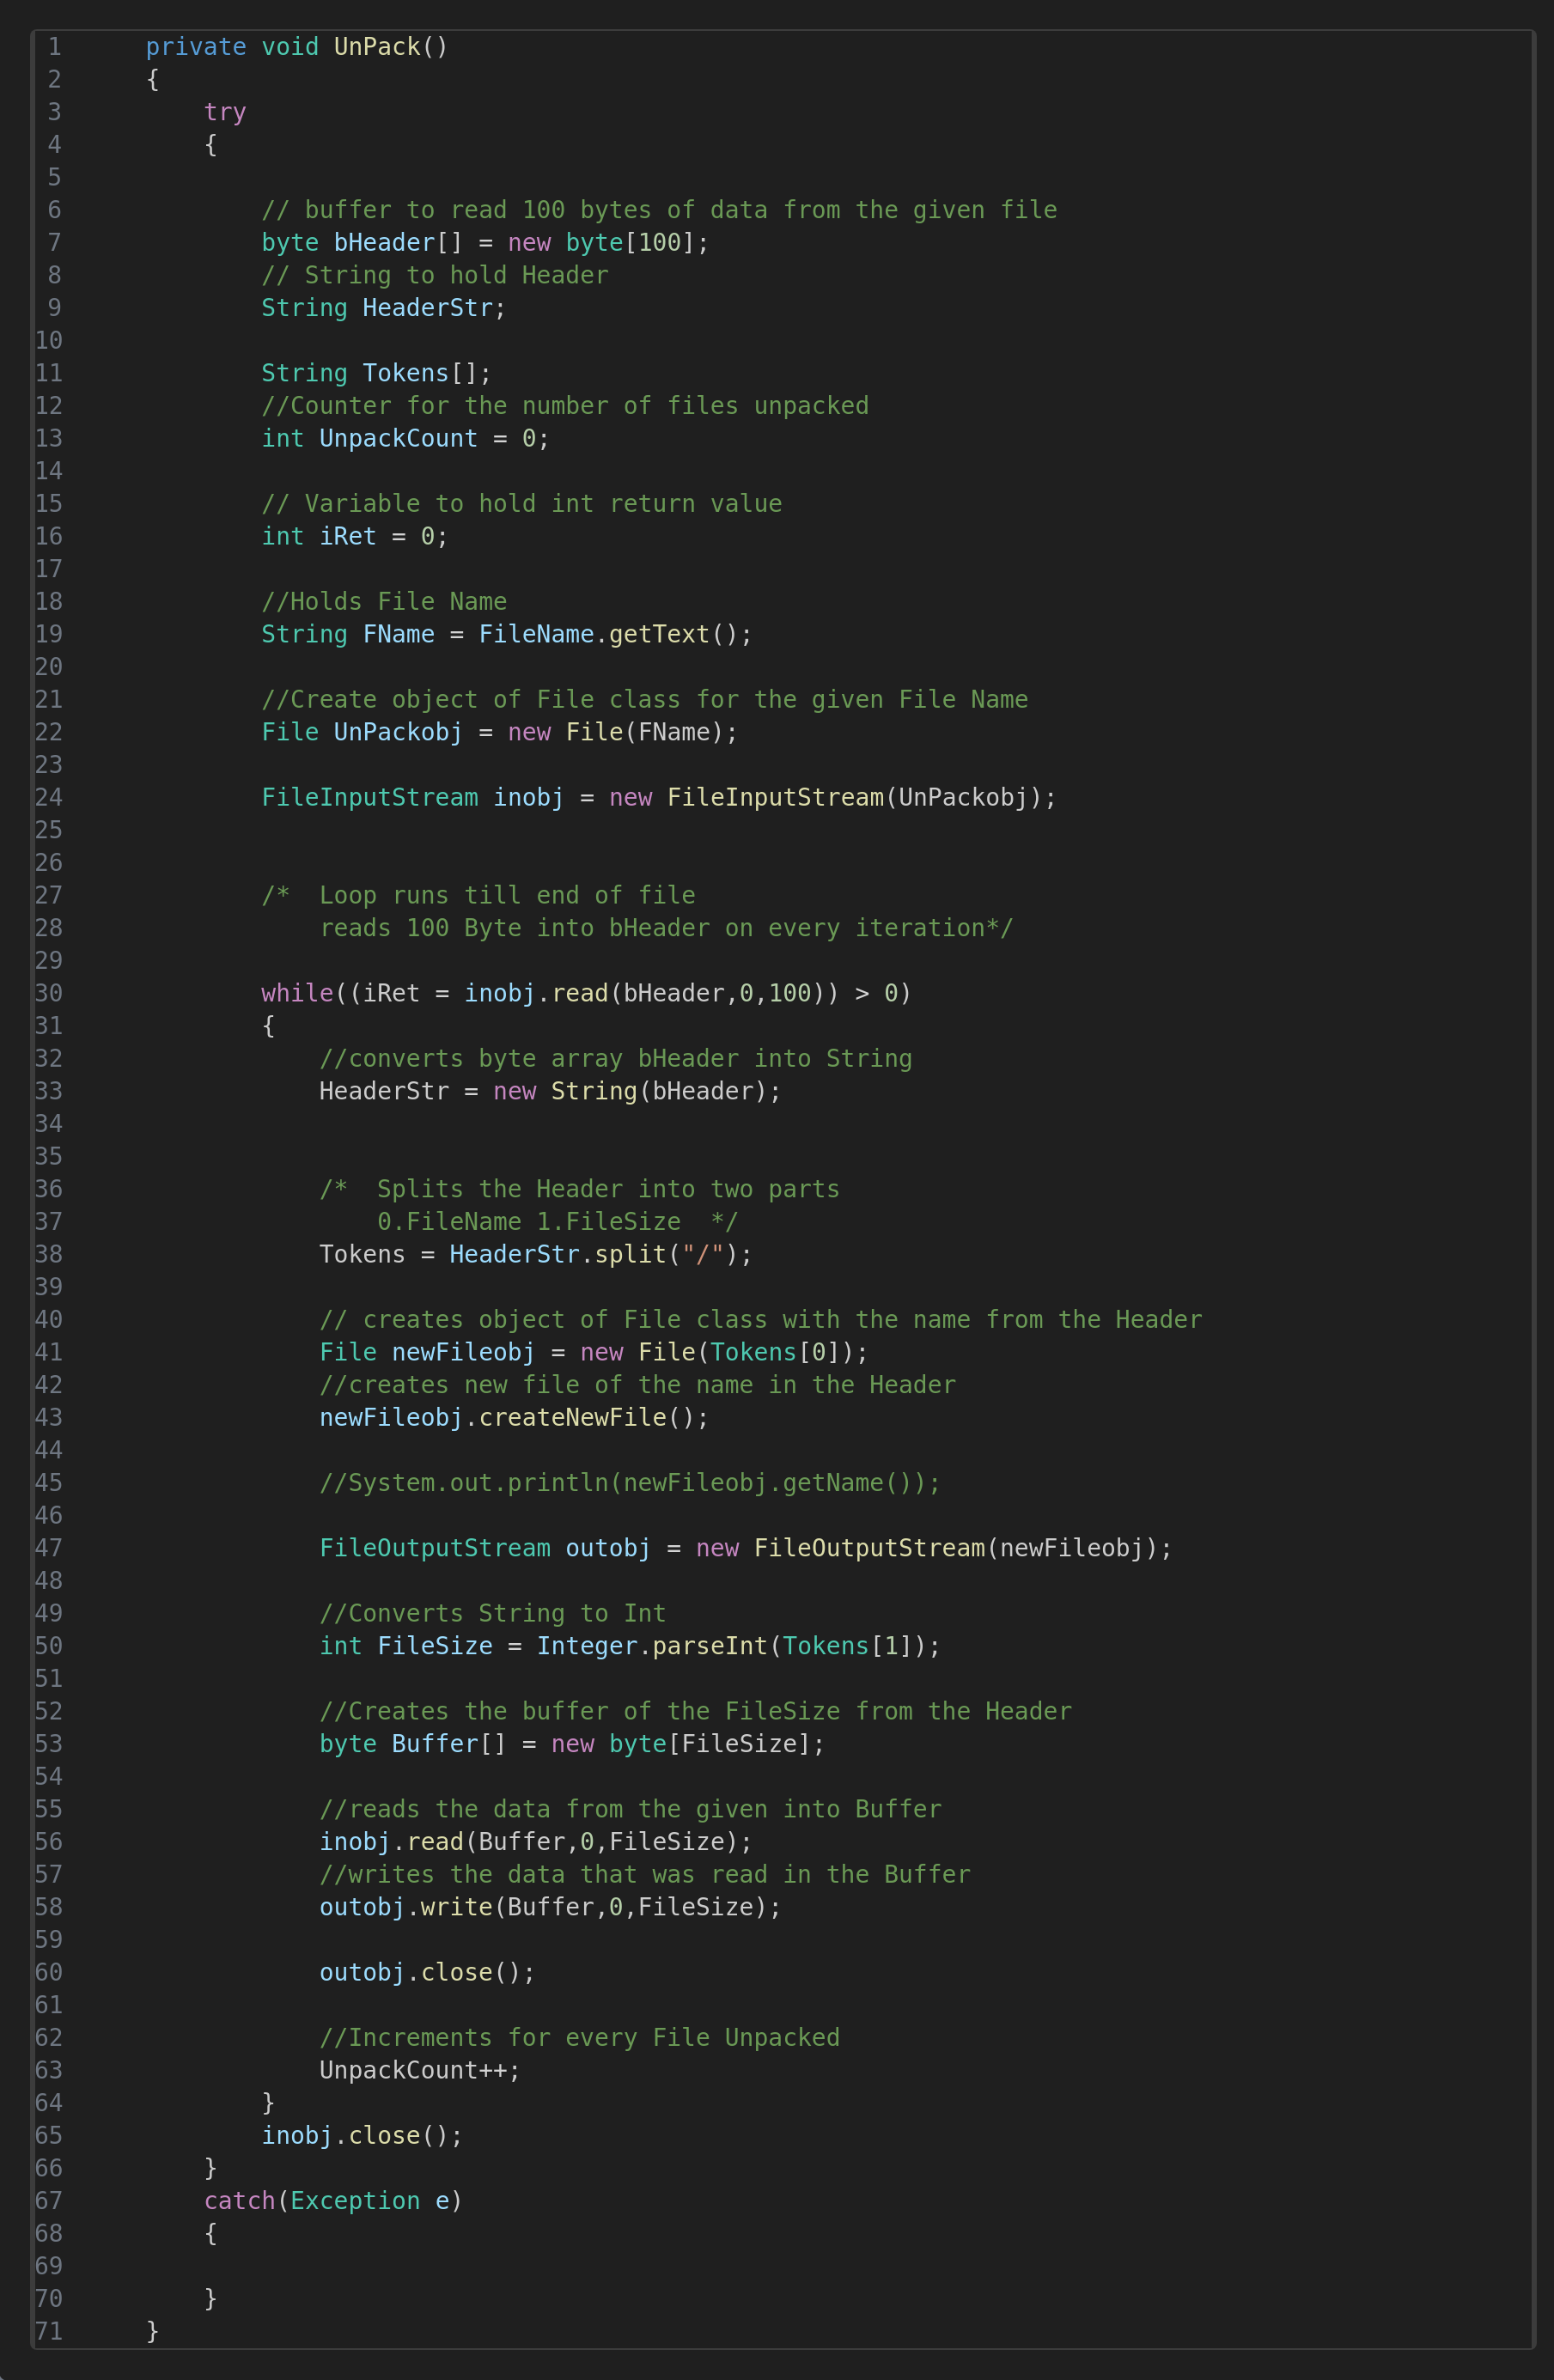 1 private void UnPack()
2 {
3 try
4 {
5
6 // buffer to read 100 bytes of data from the given file
7 byte bHeader[] = new byte[100];
8 // String to hold Header
9 String HeaderStr;
10
11 String Tokens[];
12 //Counter for the number of files unpacked
13 int UnpackCount = 0;
14
15 // Variable to hold int return value
16 int iRet = 0;
17
18 //Holds File Name
19 String FName = FileName.getText();
20
21 //Create object of File class for the given File Name
22 File UnPackobj = new File(FName);
23
24 FileInputStream inobj = new FileInputStream(UnPackobj);
25
26
27 /*  Loop runs till end of file
28 reads 100 Byte into bHeader on every iteration*/
29
30 while((iRet = inobj.read(bHeader,0,100)) > 0)
31 {
32 //converts byte array bHeader into String
33 HeaderStr = new String(bHeader);
34
35
36 /*  Splits the Header into two parts
37 0.FileName 1.FileSize  */
38 Tokens = HeaderStr.split("/");
39
40 // creates object of File class with the name from the Header
41 File newFileobj = new File(Tokens[0]);
42 //creates new file of the name in the Header
43 newFileobj.createNewFile();
44
45 //System.out.println(newFileobj.getName());
46
47 FileOutputStream outobj = new FileOutputStream(newFileobj);
48
49 //Converts String to Int
50 int FileSize = Integer.parseInt(Tokens[1]);
51
52 //Creates the buffer of the FileSize from the Header
53 byte Buffer[] = new byte[FileSize];
54
55 //reads the data from the given into Buffer
56 inobj.read(Buffer,0,FileSize);
57 //writes the data that was read in the Buffer
58 outobj.write(Buffer,0,FileSize);
59
60 outobj.close();
61
62 //Increments for every File Unpacked
63 UnpackCount++;
64 }
65 inobj.close();
66 }
67 catch(Exception e)
68 {
69
70 }
71 }